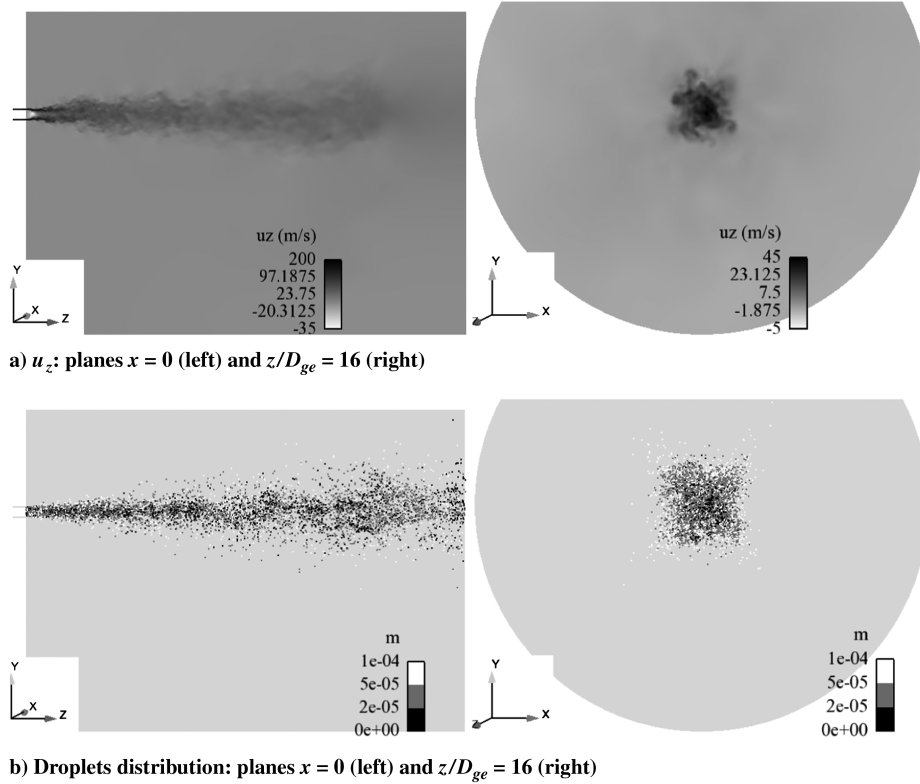 uz (m/s)
200
97.1875
23.75
-20.3125
-35
Y
X
Z
uz (m/s)
45
23.125
7.5
-1.875
-5
Y
X
Z
a) uz: planes x = 0 (left) and z/Dge = 16 (right)
m
1e-04
5e-05
2e-05
0e+00
Y
X
Z
m
1e-04
5e-05
2e-05
0e+00
Y
X
Z
b) Droplets distribution: planes x = 0 (left) and z/Dge = 16 (right)